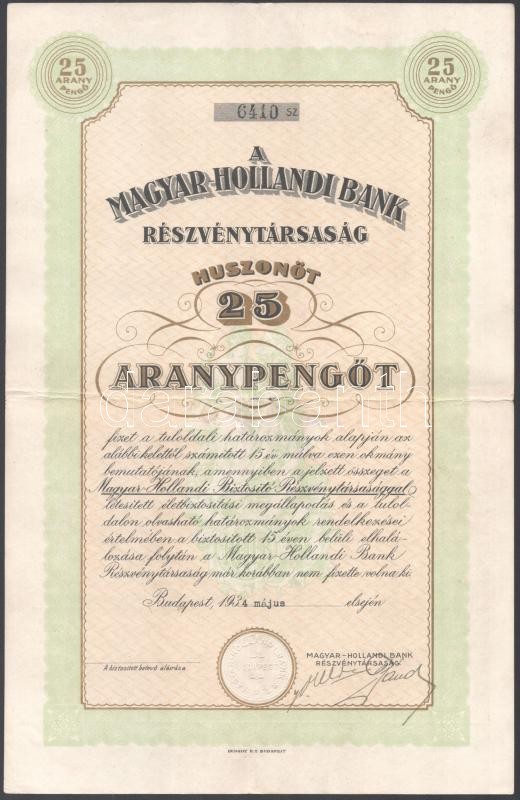 25
ARANY
PENGŐ
25
ARANY
PENGŐ
6410 SZ
A
MAGYAR-HOLLANDI BANK
RÉSZVÉNYTÁRSASÁG
HUSZONÖT
25
ARANYPENGŐT
fizet a túloldali határozmányok alapján az
alábbi kelettől számított 15 év múlva ezen okmány
bemutatójának, amennyiben a jelzett összeget a
Magyar-Hollandi Biztosító Részvénytársasággal
létesített életbiztosítási megállapodás és a túlol-
dalon olvasható határozmányok rendelkezései
értelmében a biztosított 15 éven belüli elhalá-
lozása folytán a Magyar-Hollandi Bank
Részvénytársaság már korábban nem fizette volna ki.
Budapest, 1934 május elsején
MAGYAR-HOLLANDI BANK
RÉSZVÉNYTÁRSASÁG
A biztosított betevő aláírása